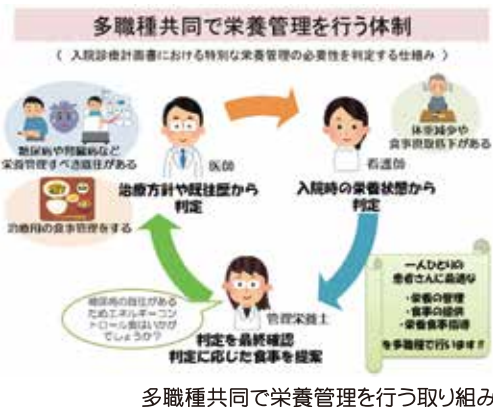 多職種共同で栄養管理を行う体制
〈 入院診療計画書における特別な栄養管理の必要性を判定する仕組み 〉
糖尿病や腎臓病など
栄養管理すべき既往がある
医師
看護師
体重減少や
食事摂取低下がある
治療方針や既往歴から
判定
入院時の栄養状態から
判定
治療用の食事管理をする
糖尿病の既往がある
ためエネルギーコン
トロール食はいかが
でしょうか?
管理栄養士
判定を最終確認
判定に応じた食事を提案
一人ひとりの
患者さんに最適な
・栄養の管理
・食事の提供
・栄養食事指導
を多職種で行います!!
多職種共同で栄養管理を行う取り組み